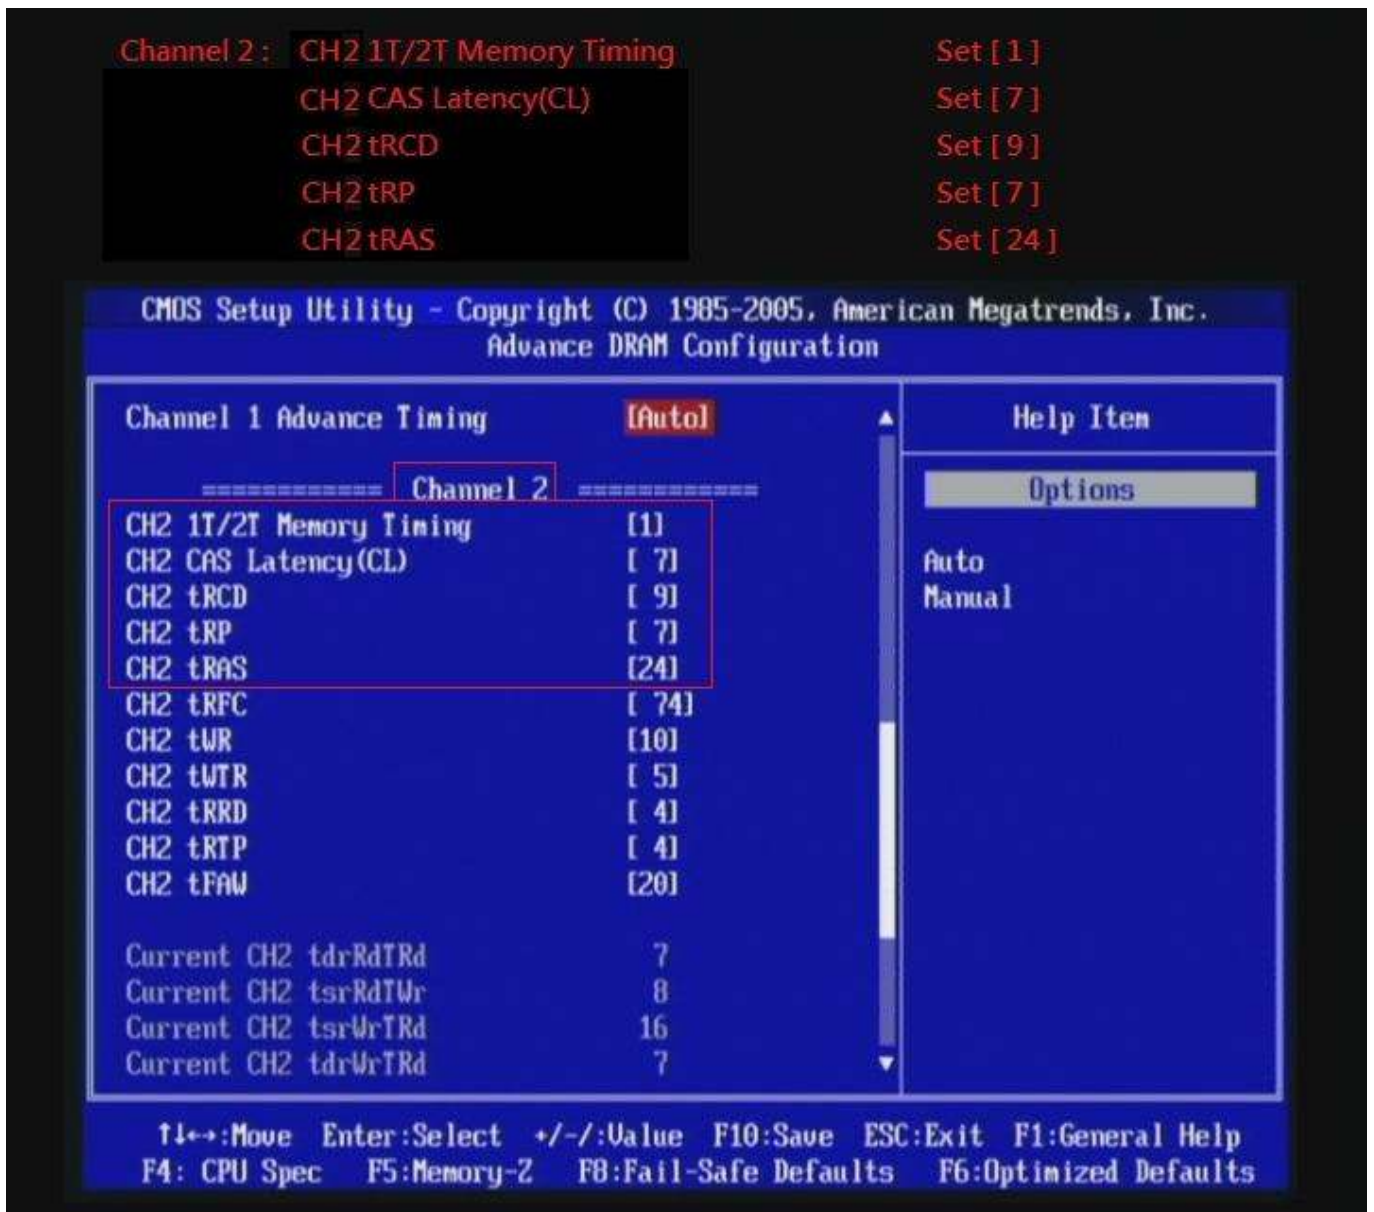 Channel 2 : CH2 1T/2T Memory Timing Set [ 1 ]
CH2 CAS Latency(CL) Set [ 7 ]
CH2 tRCD Set [ 9 ]
CH2 tRP Set [ 7 ]
CH2 tRAS Set [ 24 ]
CMOS Setup Utility - Copyright (C) 1985-2005, American Megatrends, Inc.
Advance DRAM Configuration
Channel 1 Advance Timing [Auto]
Help Item
============ Channel 2 ============
Options
CH2 1T/2T Memory Timing [1]
CH2 CAS Latency(CL) [ 7]
Auto
CH2 tRCD [ 9]
Manual
CH2 tRP [ 7]
CH2 tRAS [24]
CH2 tRFC [ 74]
CH2 tWR [10]
CH2 tWTR [ 5]
CH2 tRRD [ 4]
CH2 tRTP [ 4]
CH2 tFAW [20]
Current CH2 tdrRdTRd 7
Current CH2 tsrRdTWr 8
Current CH2 tsrWrTRd 16
Current CH2 tdrWrTRd 7
↑↓←→:Move Enter:Select +/-/:Value F10:Save ESC:Exit F1:General Help
F4: CPU Spec F5:Memory-Z F8:Fail-Safe Defaults F6:Optimized Defaults